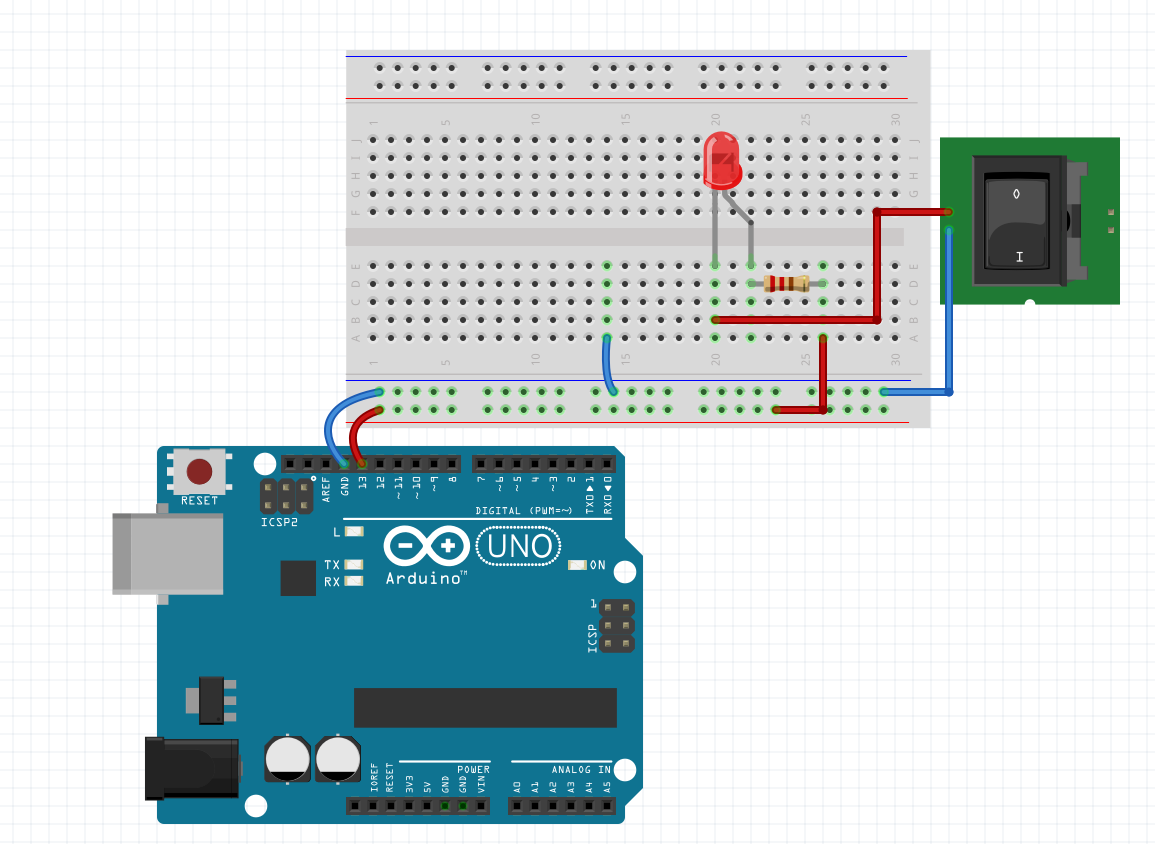 1 5 10 15 20 25 30
J J
I I
H H
G G
F F
O
I
E E
D D
C C
B B
A A
1 5 10 15 20 25 30
RESET
ICSP2
AREF
GND
13
12
~11
~10
~9
8
7
~6
~5
4
~3
2
TX0▶1
RX0◀0
DIGITAL (PWM=~)
L
TX
RX
UNO
Arduino™
ON
1
ICSP
POWER
ANALOG IN
IOREF
RESET
3V3
5V
GND
GND
VIN
A0
A1
A2
A3
A4
A5